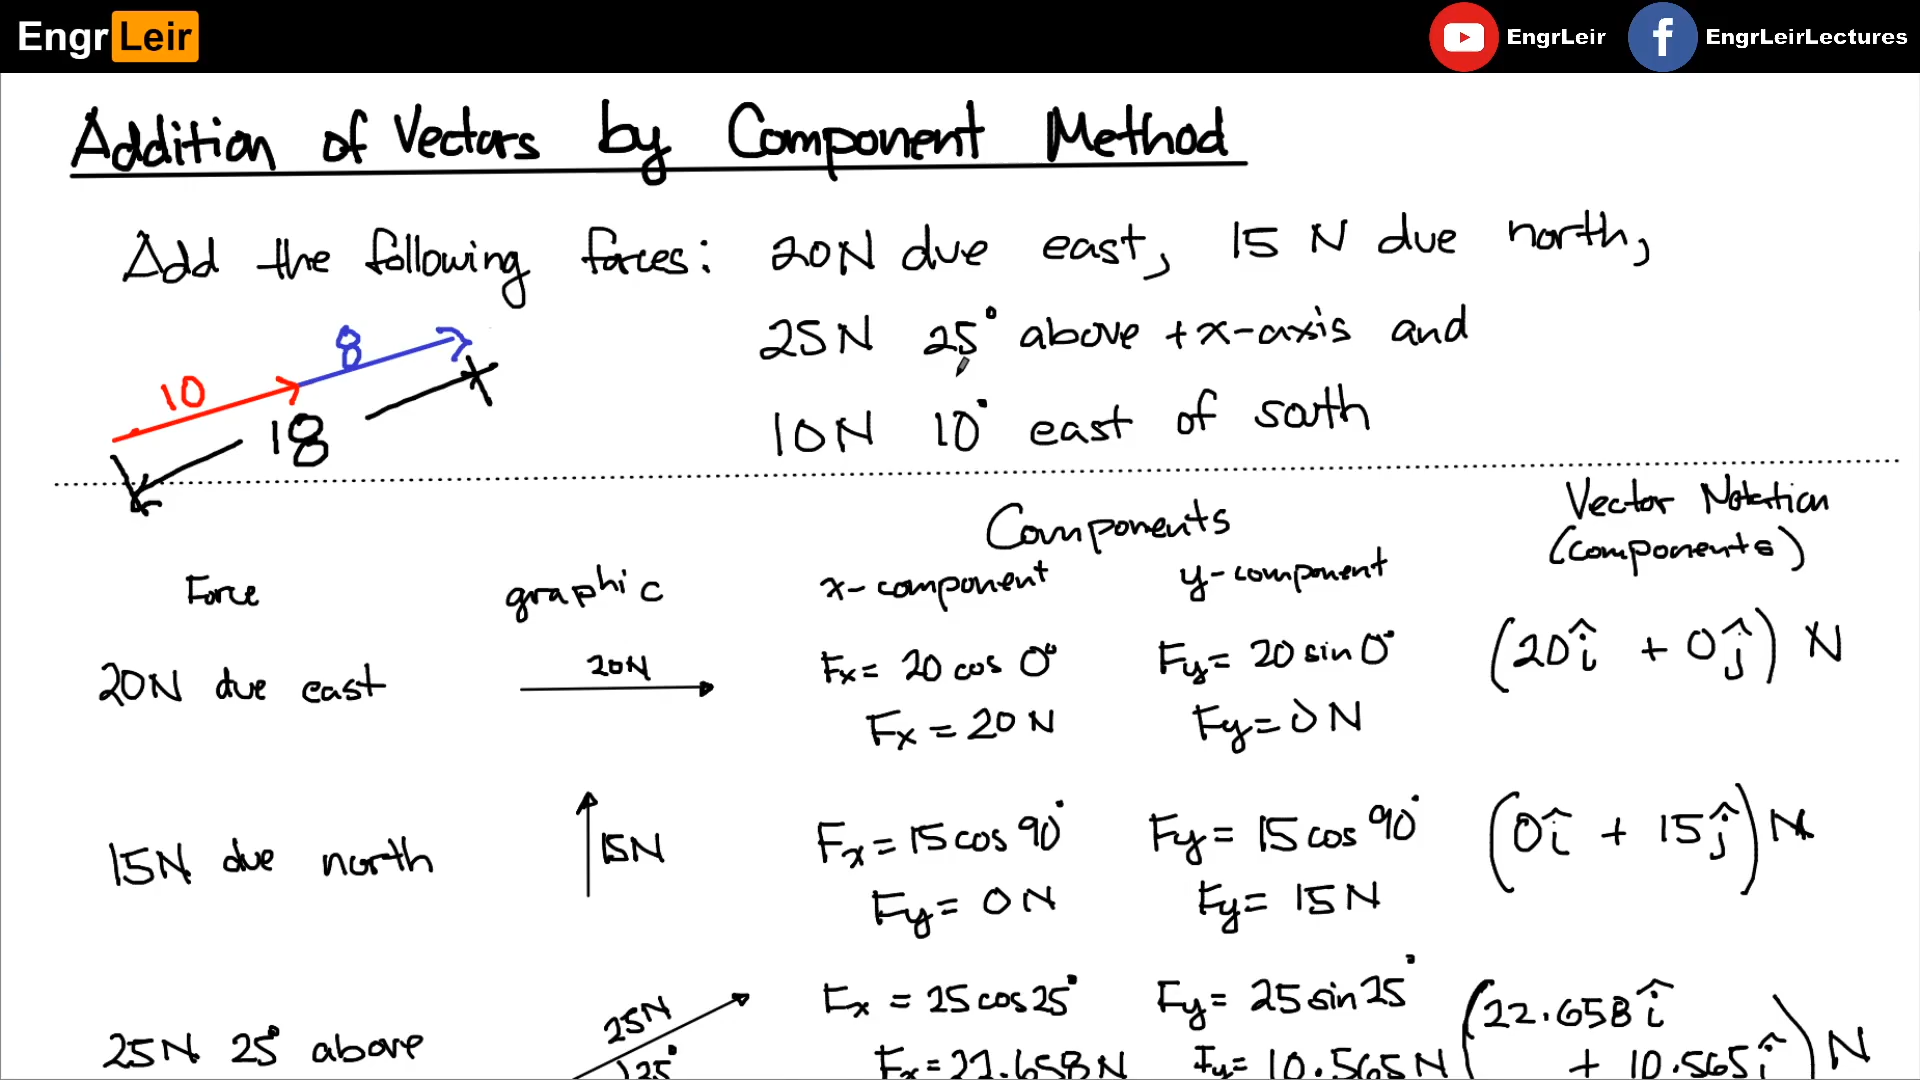 Engr Leir
EngrLeir
EngrLeirLectures
Addition of Vectors by Component Method
Add the following forces: 20N due east, 15 N due north,
25N 25° above +x-axis and
10N 10° east of south
10
8
18
Components
Vector Notation
(components)
Force
graphic
x-component
y-component
20N due east
20N
Fx = 20 cos 0°
Fy = 20 sin 0°
(20î + 0ĵ) N
Fx = 20 N
Fy = 0 N
15N due north
15N
Fx = 15 cos 90°
Fy = 15 cos 90°
(0î + 15ĵ) N
Fy = 0 N
Fy = 15 N
25N 25° above
25N
25°
Fx = 25 cos 25°
Fy = 25 sin 25°
(22.658 î
Fx = 22.658 N
Fy = 10.565 N
+ 10.565 ĵ) N